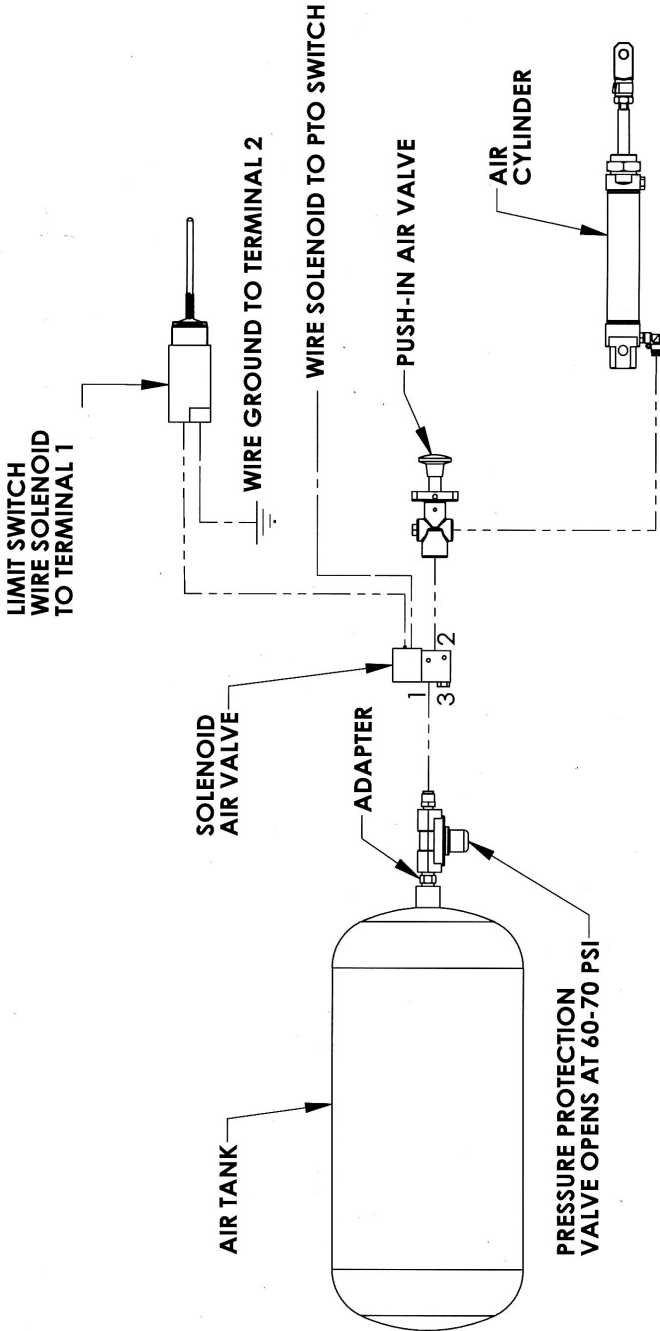 LIMIT SWITCH
WIRE SOLENOID
TO TERMINAL 1
WIRE GROUND TO TERMINAL 2
WIRE SOLENOID TO PTO SWITCH
SOLENOID
AIR VALVE
PUSH-IN AIR VALVE
1
2
3
AIR
CYLINDER
ADAPTER
AIR TANK
PRESSURE PROTECTION
VALVE OPENS AT 60-70 PSI